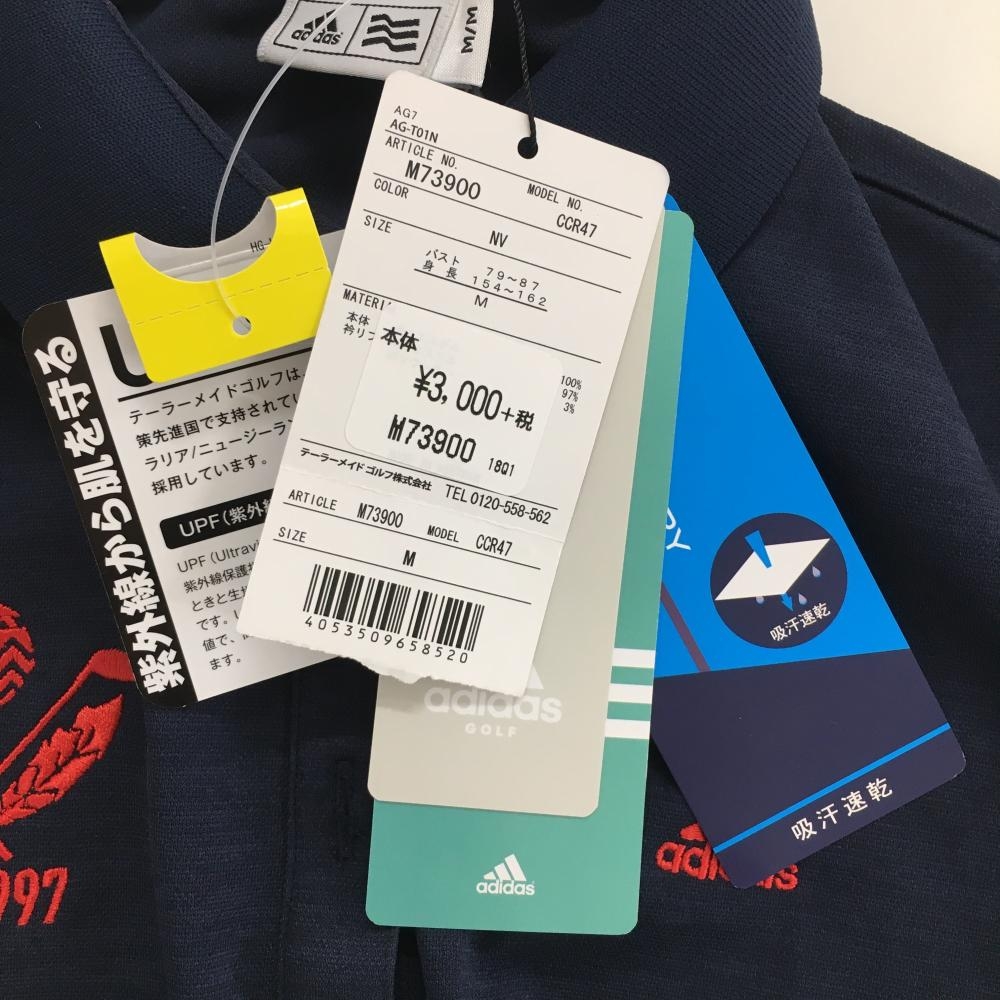 adidas
M/M
AG7
AG-T01N
ARTICLE NO.
MODEL NO.
M73900
CCR47
COLOR
NV
SIZE
バスト 79~87
身長 154~162
M
本体
100%
97%
3%
本体
¥3,000+税
M73900
18Q1
テーラーメイド ゴルフ株式会社 TEL 0120-558-562
ARTICLE M73900 MODEL CCR47
SIZE M
4053509658520
紫外線から肌を守る
テーラーメイドゴルフは
策先進国で支持されてい
ラリア/ニュージーラン
採用しています。
UPF(紫外
UPF (Ultravi
紫外線保護
ときと生
です。
値で、
ます。
adidas
GOLF
adidas
吸汗速乾
吸汗速乾
adidas
997